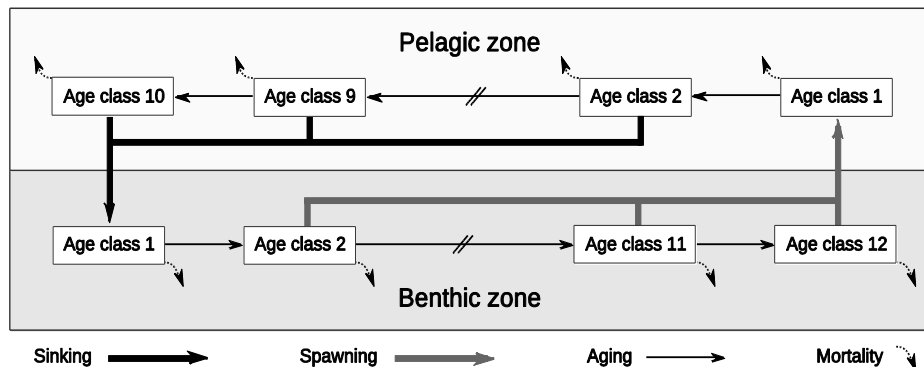 Pelagic zone
Age class 10
Age class 9
Age class 2
Age class 1
Age class 1
Age class 2
Age class 11
Age class 12
Benthic zone
Sinking
Spawning
Aging
Mortality